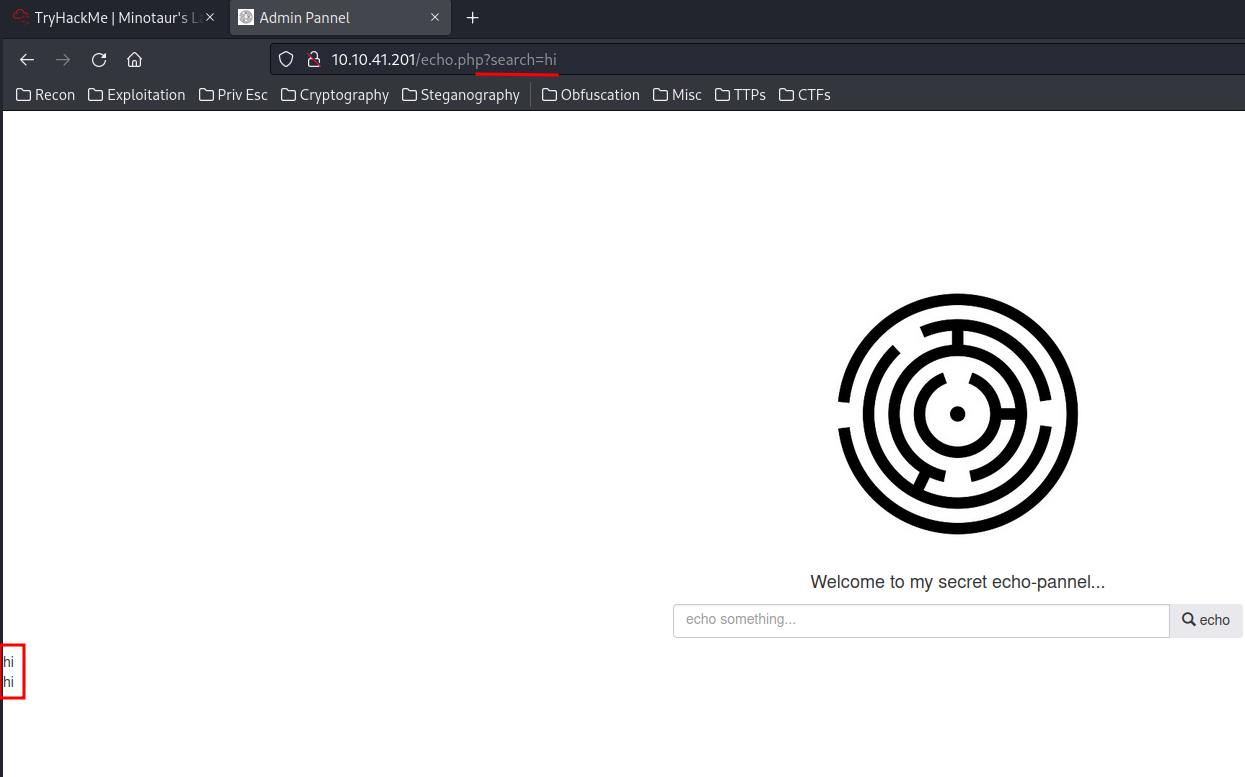 TryHackMe | Minotaur's La
Admin Pannel
10.10.41.201/echo.php?search=hi
Recon Exploitation Priv Esc Cryptography Steganography Obfuscation Misc TTPs CTFs
Welcome to my secret echo-pannel...
echo something... echo
hi
hi